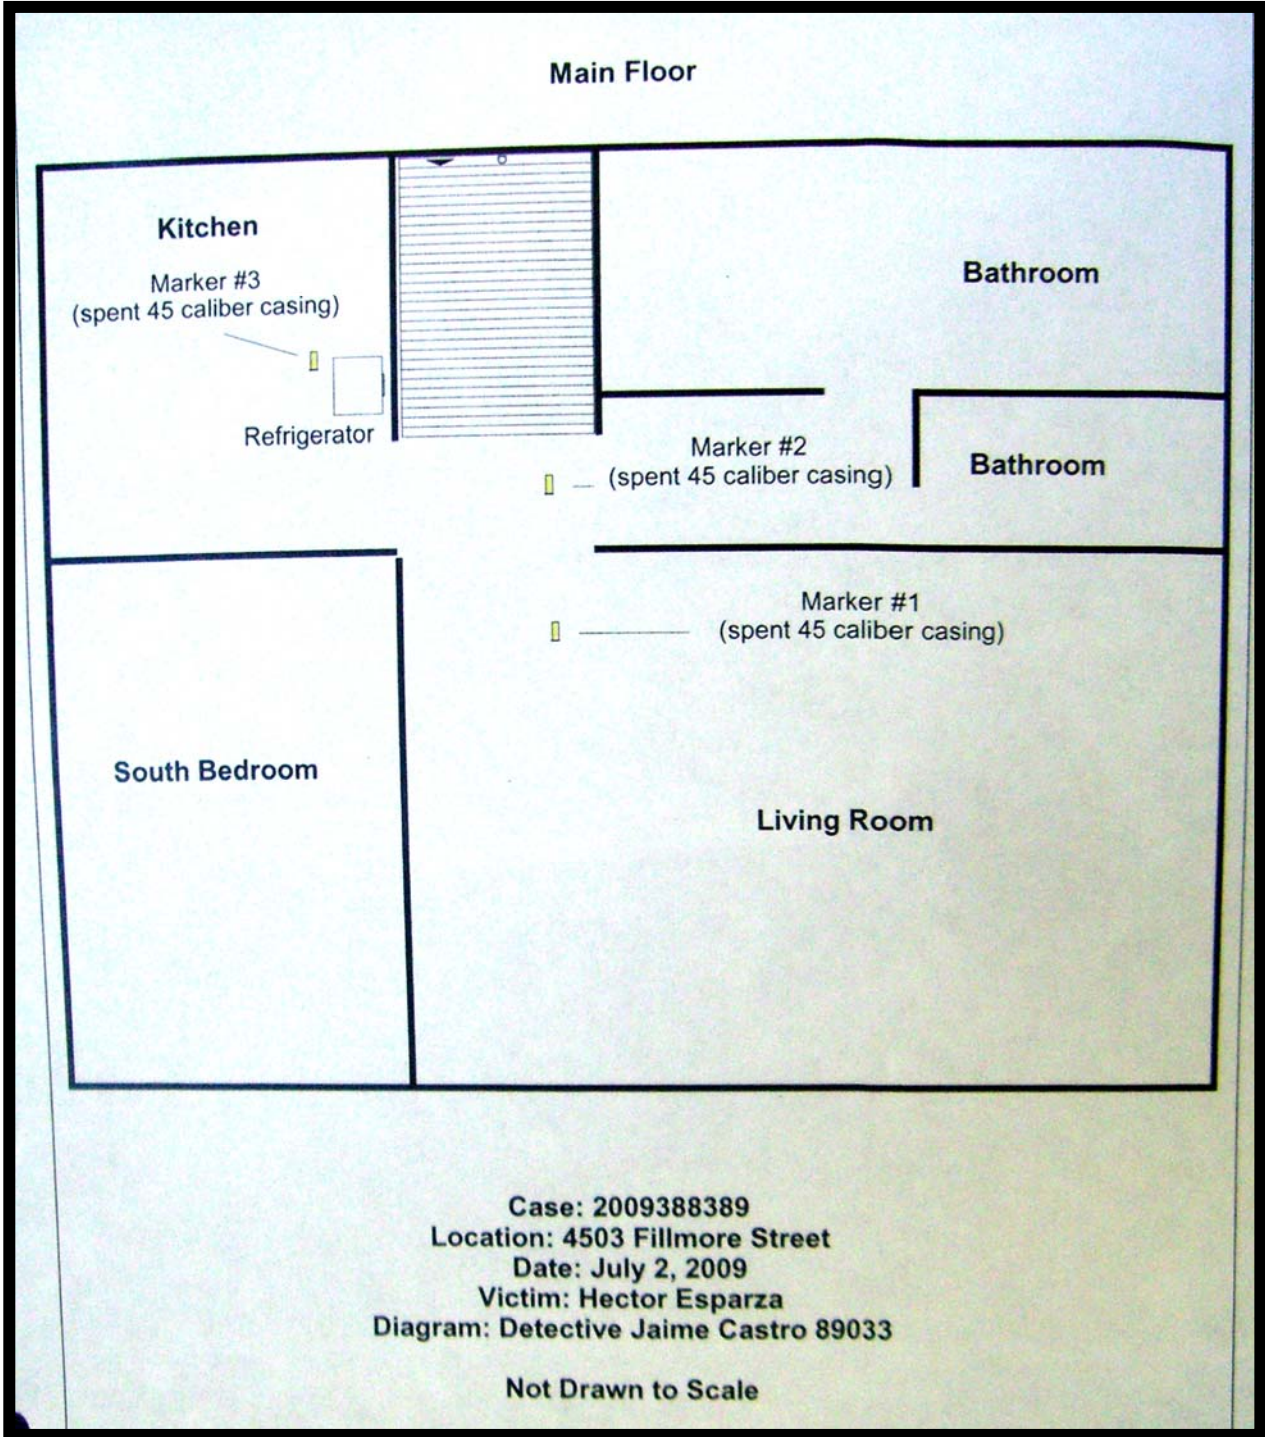 Main Floor
Kitchen
Marker #3
(spent 45 caliber casing)
Refrigerator
Bathroom
Marker #2
(spent 45 caliber casing)
Bathroom
Marker #1
(spent 45 caliber casing)
South Bedroom
Living Room
Case: 2009388389
Location: 4503 Fillmore Street
Date: July 2, 2009
Victim: Hector Esparza
Diagram: Detective Jaime Castro 89033
Not Drawn to Scale